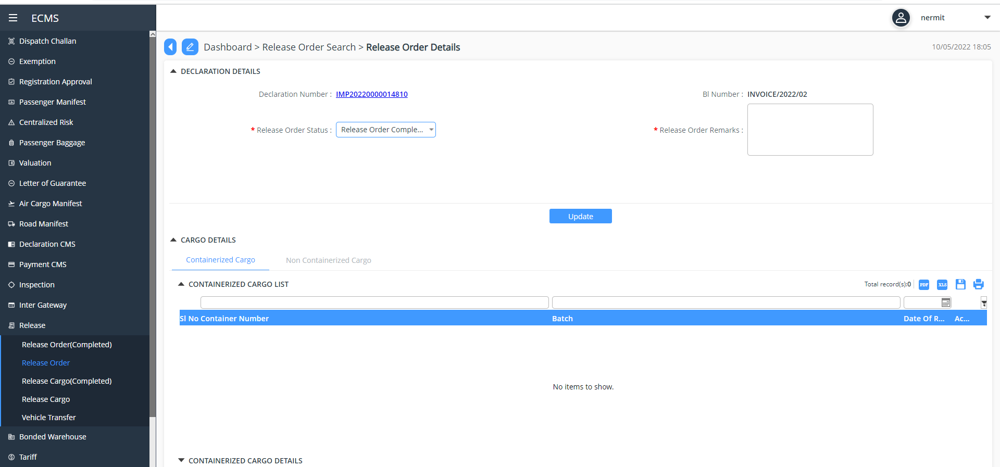 ECMS
nermit
Dispatch Challan
Exemption
Registration Approval
Passenger Manifest
Centralized Risk
Passenger Baggage
Valuation
Letter of Guarantee
Air Cargo Manifest
Road Manifest
Declaration CMS
Payment CMS
Inspection
Inter Gateway
Release
Release Order(Completed)
Release Order
Release Cargo(Completed)
Release Cargo
Vehicle Transfer
Bonded Warehouse
Tariff
Dashboard > Release Order Search > Release Order Details
10/05/2022 18:05
DECLARATION DETAILS
Declaration Number : IMP20220000014810
Bl Number : INVOICE/2022/02
* Release Order Status : Release Order Comple...
* Release Order Remarks :
Update
CARGO DETAILS
Containerized Cargo
Non Containerized Cargo
CONTAINERIZED CARGO LIST
Total record(s):0
PDF
XLS
Sl No Container Number Batch Date Of R... Ac...
No items to show.
CONTAINERIZED CARGO DETAILS